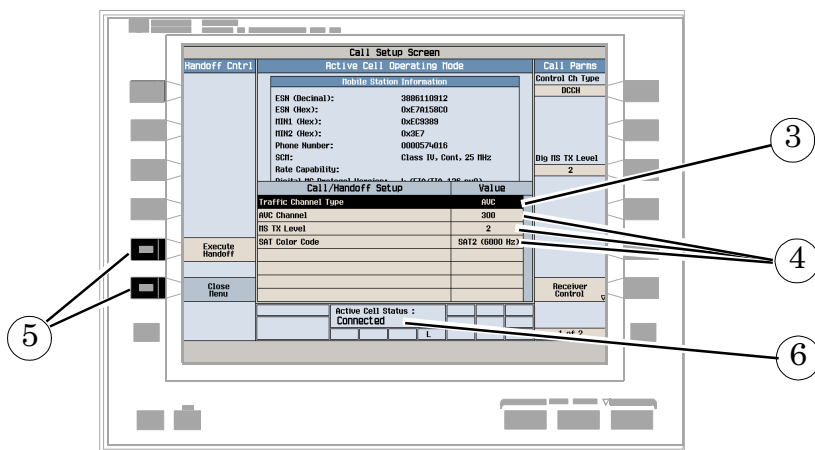 Call Setup Screen
Handoff Cntrl
Active Cell Operating Mode
Call Parms
Mobile Station Information
Control Ch Type
DCCH
ESN (Decimal): 3886110912
ESN (Hex): 0xE7A158C0
MIN1 (Hex): 0xEC9389
MIN2 (Hex): 0x3E7
Phone Number: 0000574016
SCM: Class IV, Cont, 25 MHz
Rate Capability:
Dig MS TX Level
2
Call/Handoff Setup Value
Traffic Channel Type AVC
AVC Channel 300
MS TX Level 2
SAT Color Code SAT2 (6000 Hz)
Execute
Handoff
Close
Menu
Receiver
Control
Active Cell Status :
Connected
L
1 of 2
3
4
5
6